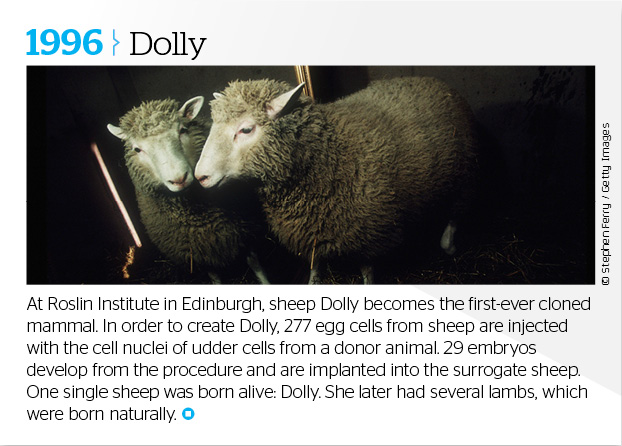 1996 Dolly
© Stephen Ferry / Getty Images
At Roslin Institute in Edinburgh, sheep Dolly becomes the first-ever cloned
mammal. In order to create Dolly, 277 egg cells from sheep are injected
with the cell nuclei of udder cells from a donor animal. 29 embryos
develop from the procedure and are implanted into the surrogate sheep.
One single sheep was born alive: Dolly. She later had several lambs, which
were born naturally.